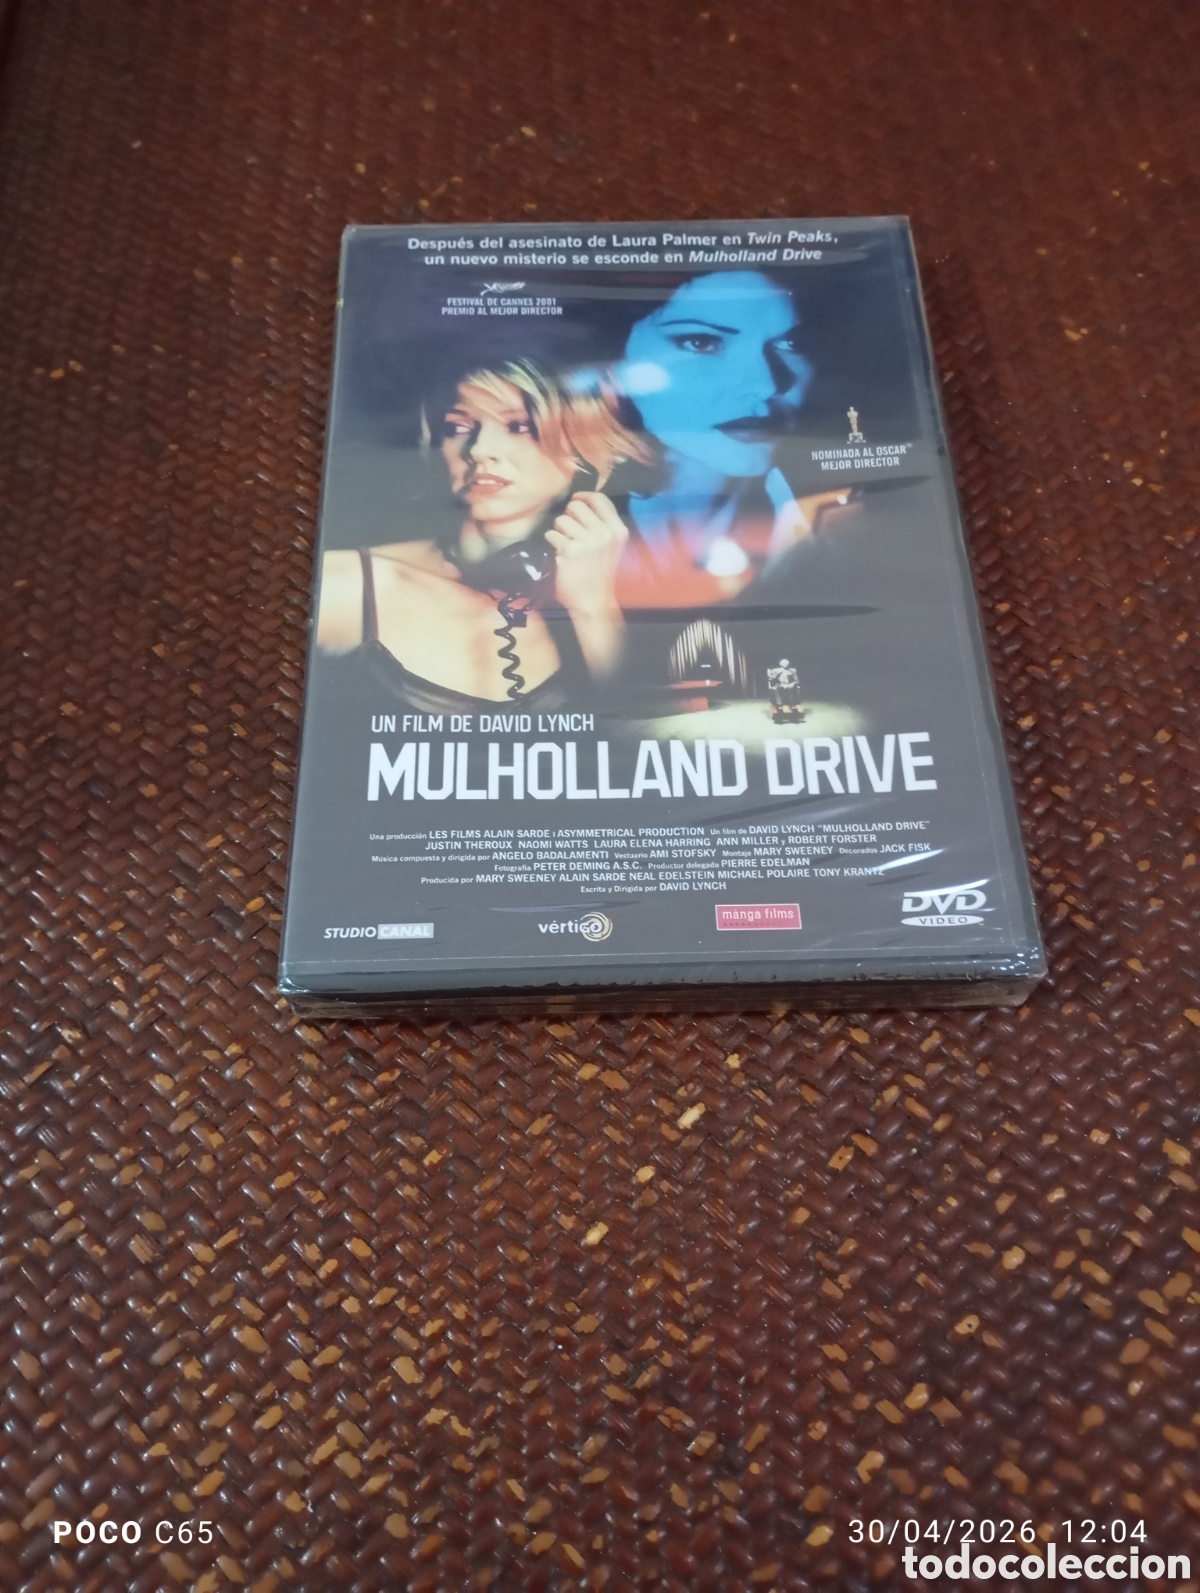 Después del asesinato de Laura Palmer en Twin Peaks,
un nuevo misterio se esconde en Mulholland Drive
FESTIVAL DE CANNES 2001
PREMIO AL MEJOR DIRECTOR
NOMINADA AL OSCAR
MEJOR DIRECTOR
UN FILM DE DAVID LYNCH
MULHOLLAND DRIVE
Una producción LES FILMS ALAIN SARDE i ASYMMETRICAL PRODUCTION Un film de DAVID LYNCH "MULHOLLAND DRIVE"
JUSTIN THEROUX NAOMI WATTS LAURA ELENA HARRING ANN MILLER y ROBERT FORSTER
Música compuesta y dirigida por ANGELO BADALAMENTI Vestuario AMI STOFSKY Montaje MARY SWEENEY Decorados JACK FISK
Fotografía PETER DEMING A.S.C. Productor delegado PIERRE EDELMAN
Producida por MARY SWEENEY ALAIN SARDE NEAL EDELSTEIN MICHAEL POLAIRE TONY KRANTZ
Escrita y Dirigida por DAVID LYNCH
STUDIOCANAL
vértigo
manga films
DVD
VIDEO
POCO C65
30/04/2026 12:04
todocoleccion